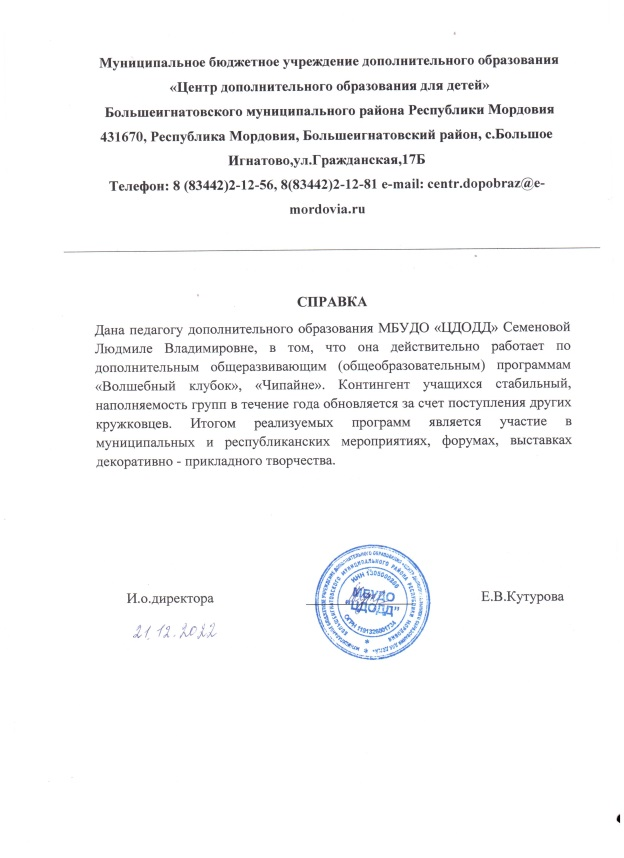 Муниципальное бюджетное учреждение дополнительного образования
«Центр дополнительного образования для детей»
Большеигнатовского муниципального района Республики Мордовия
431670, Республика Мордовия, Большеигнатовский район, с.Большое
Игнатово,ул.Гражданская,17Б
Телефон: 8 (83442)2-12-56, 8(83442)2-12-81 e-mail: centr.dopobraz@e-
mordovia.ru
СПРАВКА
Дана педагогу дополнительного образования МБУДО «ЦДОДД» Семеновой
Людмиле Владимировне, в том, что она действительно работает по
дополнительным общеразвивающим (общеобразовательным) программам
«Волшебный клубок», «Чипайне». Контингент учащихся стабильный,
наполняемость групп в течение года обновляется за счет поступления других
кружковцев. Итогом реализуемых программ является участие в
муниципальных и республиканских мероприятиях, форумах, выставках
декоративно - прикладного творчества.
И.о.директора
МБУДО
"ЦДОДД"
Е.В.Кутурова
21.12.2022